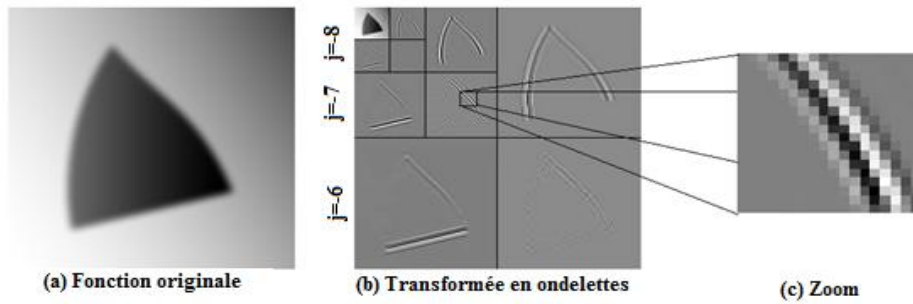 j=-8
j=-7
j=-6
(a) Fonction originale
(b) Transformée en ondelettes
(c) Zoom